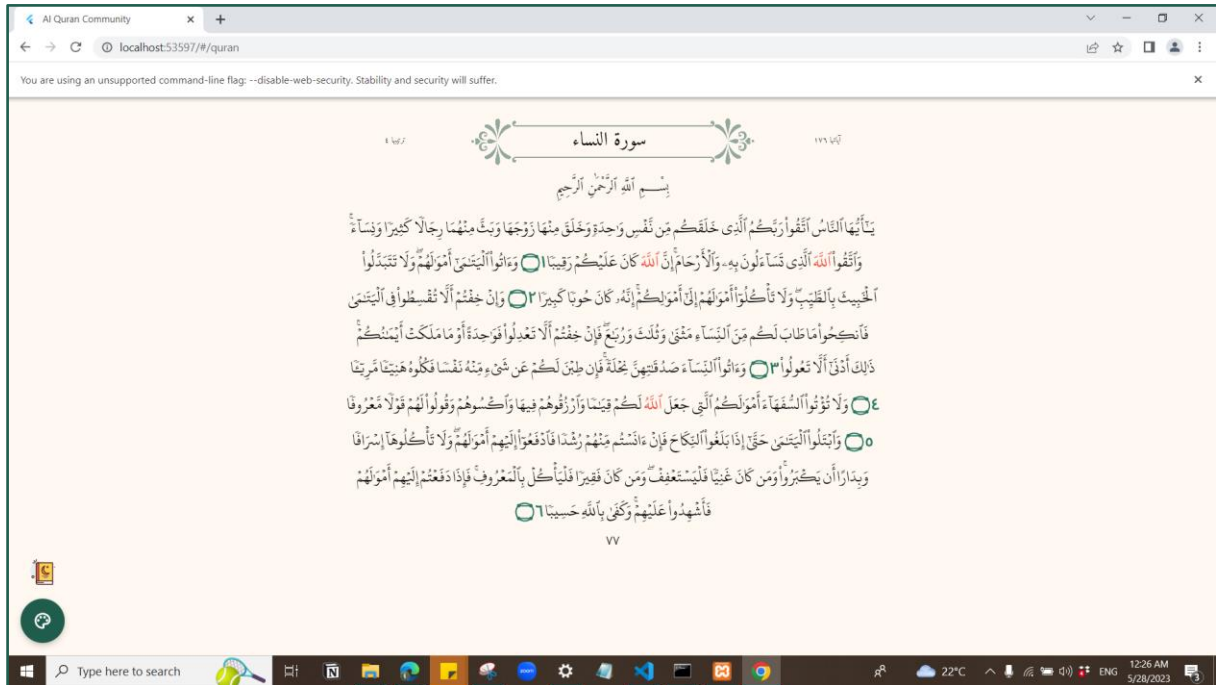 Al Quran Community
localhost:53597/#/quran
You are using an unsupported command-line flag: --disable-web-security. Stability and security will suffer.
آياتها ١٧٦
سورة النساء
ترتيبها ٤
بِسْمِ ٱللَّهِ ٱلرَّحْمَٰنِ ٱلرَّحِيمِ
يَٰٓأَيُّهَا ٱلنَّاسُ ٱتَّقُوا۟ رَبَّكُمُ ٱلَّذِى خَلَقَكُم مِّن نَّفْسٍ وَٰحِدَةٍ وَخَلَقَ مِنْهَا زَوْجَهَا وَبَثَّ مِنْهُمَا رِجَالًا كَثِيرًا وَنِسَآءً ۚ
وَٱتَّقُوا۟ ٱللَّهَ ٱلَّذِى تَسَآءَلُونَ بِهِۦ وَٱلْأَرْحَامَ ۚ إِنَّ ٱللَّهَ كَانَ عَلَيْكُمْ رَقِيبًا ١ وَءَاتُوا۟ ٱلْيَتَٰمَىٰٓ أَمْوَٰلَهُمْ ۖ وَلَا تَتَبَدَّلُوا۟
ٱلْخَبِيثَ بِٱلطَّيِّبِ ۖ وَلَا تَأْكُلُوٓا۟ أَمْوَٰلَهُمْ إِلَىٰٓ أَمْوَٰلِكُمْ ۚ إِنَّهُۥ كَانَ حُوبًا كَبِيرًا ٢ وَإِنْ خِفْتُمْ أَلَّا تُقْسِطُوا۟ فِى ٱلْيَتَٰمَىٰ
فَٱنكِحُوا۟ مَا طَابَ لَكُم مِّنَ ٱلنِّسَآءِ مَثْنَىٰ وَثُلَٰثَ وَرُبَٰعَ ۖ فَإِنْ خِفْتُمْ أَلَّا تَعْدِلُوا۟ فَوَٰحِدَةً أَوْ مَا مَلَكَتْ أَيْمَٰنُكُمْ ۚ
ذَٰلِكَ أَدْنَىٰٓ أَلَّا تَعُولُوا۟ ٣ وَءَاتُوا۟ ٱلنِّسَآءَ صَدُقَٰتِهِنَّ نِحْلَةً ۚ فَإِن طِبْنَ لَكُمْ عَن شَىْءٍ مِّنْهُ نَفْسًا فَكُلُوهُ هَنِيٓـًٔا مَّرِيٓـًٔا
٤ وَلَا تُؤْتُوا۟ ٱلسُّفَهَآءَ أَمْوَٰلَكُمُ ٱلَّتِى جَعَلَ ٱللَّهُ لَكُمْ قِيَٰمًا وَٱرْزُقُوهُمْ فِيهَا وَٱكْسُوهُمْ وَقُولُوا۟ لَهُمْ قَوْلًا مَّعْرُوفًا
٥ وَٱبْتَلُوا۟ ٱلْيَتَٰمَىٰ حَتَّىٰٓ إِذَا بَلَغُوا۟ ٱلنِّكَاحَ فَإِنْ ءَانَسْتُم مِّنْهُمْ رُشْدًا فَٱدْفَعُوٓا۟ إِلَيْهِمْ أَمْوَٰلَهُمْ ۖ وَلَا تَأْكُلُوهَآ إِسْرَافًا
وَبِدَارًا أَن يَكْبَرُوا۟ ۚ وَمَن كَانَ غَنِيًّا فَلْيَسْتَعْفِفْ ۖ وَمَن كَانَ فَقِيرًا فَلْيَأْكُلْ بِٱلْمَعْرُوفِ ۚ فَإِذَا دَفَعْتُمْ إِلَيْهِمْ أَمْوَٰلَهُمْ
فَأَشْهِدُوا۟ عَلَيْهِمْ ۚ وَكَفَىٰ بِٱللَّهِ حَسِيبًا ٦
٧٧
Type here to search
zoom
22°C
ENG
12:26 AM
5/28/2023
3